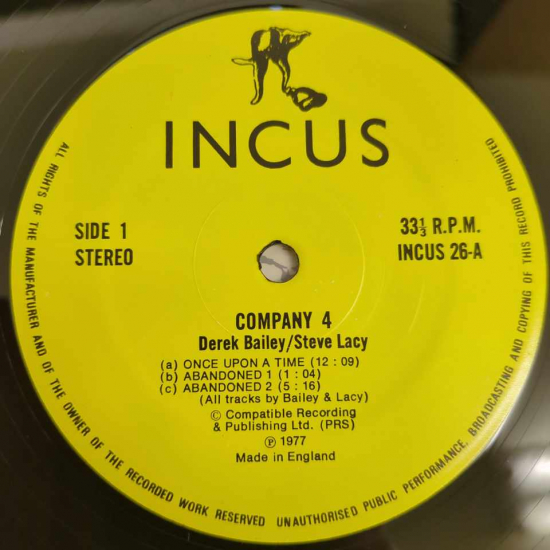 INCUS
SIDE 1
STEREO
33⅓ R.P.M.
INCUS 26-A
COMPANY 4
Derek Bailey/Steve Lacy
(a) ONCE UPON A TIME (12 : 09)
(b) ABANDONED 1 (1 : 04)
(c) ABANDONED 2 (5 : 16)
(All tracks by Bailey & Lacy)
© Compatible Recording
& Publishing Ltd. (PRS)
℗ 1977
Made in England
ALL RIGHTS OF THE MANUFACTURER AND OF THE OWNER OF THE RECORDED WORK RESERVED UNAUTHORISED PUBLIC PERFORMANCE, BROADCASTING AND COPYING OF THIS RECORD PROHIBITED